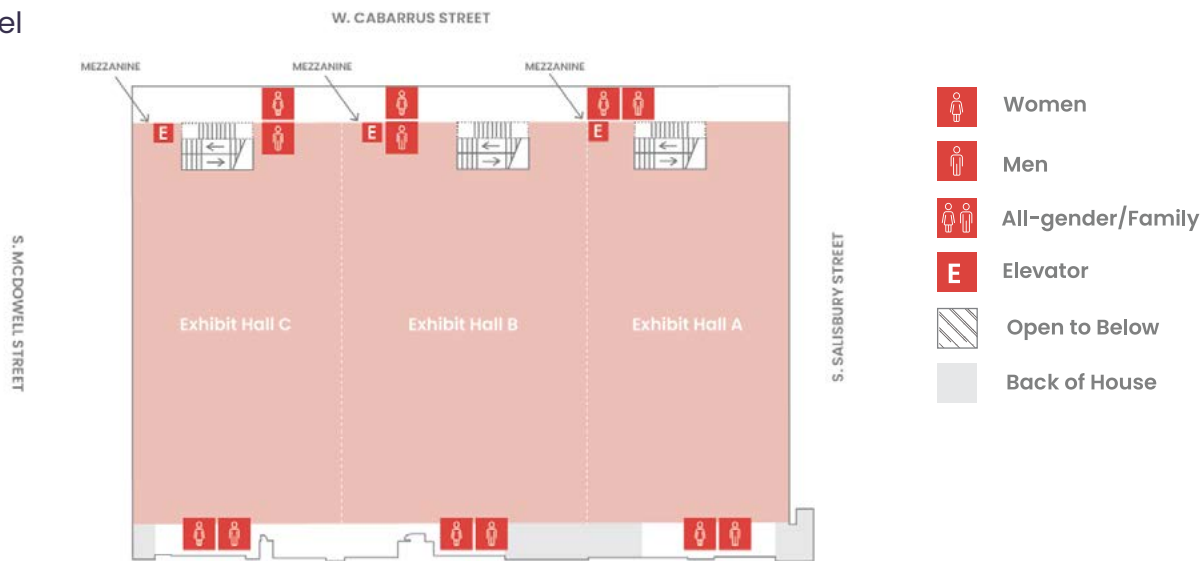 el
W. CABARRUS STREET
MEZZANINE
MEZZANINE
MEZZANINE
E
E
E
S. MCDOWELL STREET
Exhibit Hall C
Exhibit Hall B
Exhibit Hall A
S. SALISBURY STREET
Women
Men
All-gender/Family
E
Elevator
Open to Below
Back of House